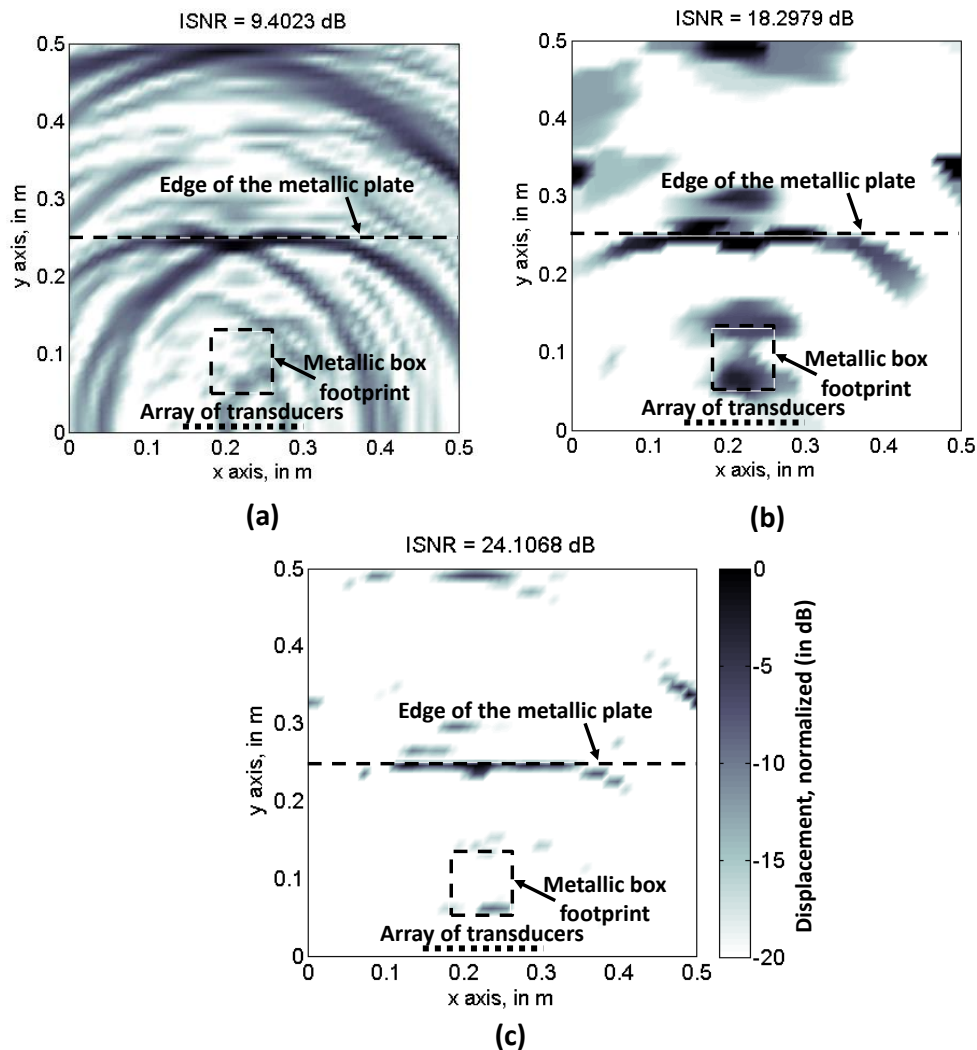 ISNR = 9.4023 dB
0.5
0.4
0.3
0.2
0.1
0
y axis, in m
Edge of the metallic plate
Metallic box
footprint
Array of transducers
0 0.1 0.2 0.3 0.4 0.5
x axis, in m
(a)
ISNR = 18.2979 dB
0.5
0.4
0.3
0.2
0.1
0
y axis, in m
Edge of the metallic plate
Metallic box
footprint
Array of transducers
0 0.1 0.2 0.3 0.4 0.5
x axis, in m
(b)
ISNR = 24.1068 dB
0.5
0.4
0.3
0.2
0.1
0
y axis, in m
Edge of the metallic plate
Metallic box
footprint
Array of transducers
0 0.1 0.2 0.3 0.4 0.5
x axis, in m
0
-5
-10
-15
-20
Displacement, normalized (in dB)
(c)